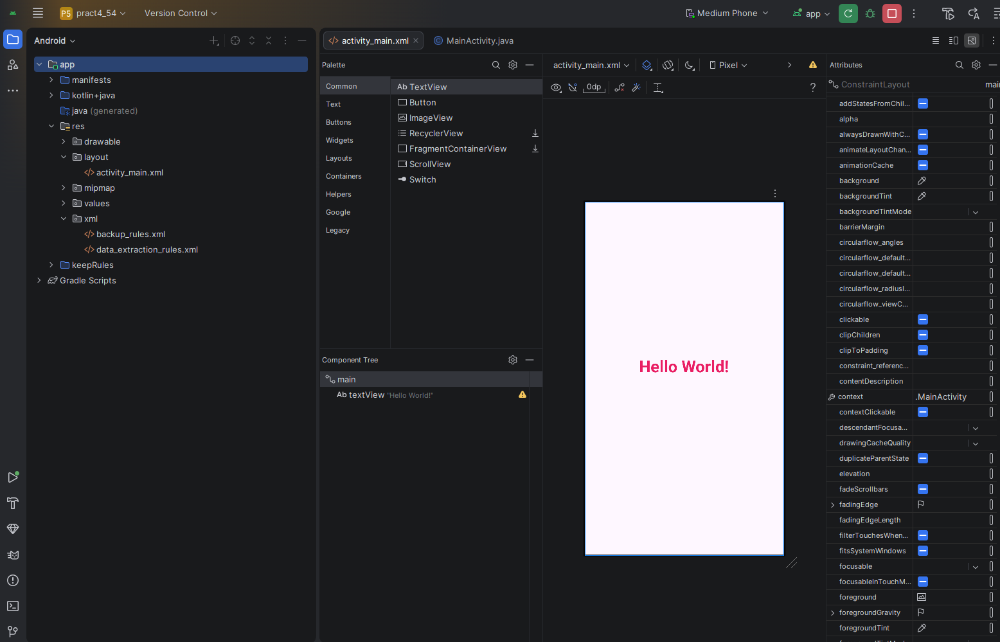 P5 pract4_54 Version Control Medium Phone app
Android
app
manifests
kotlin+java
java (generated)
res
drawable
layout
activity_main.xml
mipmap
values
xml
backup_rules.xml
data_extraction_rules.xml
keepRules
Gradle Scripts
activity_main.xml MainActivity.java
Palette
Common
Text
Buttons
Widgets
Layouts
Containers
Helpers
Google
Legacy
Ab TextView
Button
ImageView
RecyclerView
FragmentContainerView
ScrollView
Switch
Component Tree
main
Ab textView "Hello World!"
activity_main.xml Pixel
0dp ?
Hello World!
Attributes
ConstraintLayout main
addStatesFromChil...
alpha
alwaysDrawnWithC...
animateLayoutChan...
animationCache
background
backgroundTint
backgroundTintMode
barrierMargin
circularflow_angles
circularflow_default...
circularflow_default...
circularflow_radiusI...
circularflow_viewC...
clickable
clipChildren
clipToPadding
constraint_referenc...
contentDescription
context .MainActivity
contextClickable
descendantFocusa...
drawingCacheQuality
duplicateParentState
elevation
fadeScrollbars
fadingEdge
fadingEdgeLength
filterTouchesWhen...
fitsSystemWindows
focusable
focusableInTouchM...
foreground
foregroundGravity
foregroundTint